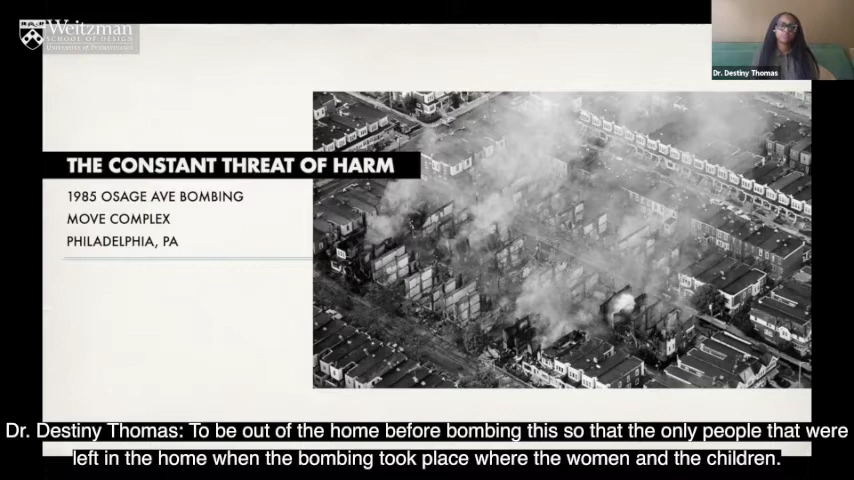 Weitzman
SCHOOL OF DESIGN
UNIVERSITY OF PENNSYLVANIA
Dr. Destiny Thomas
THE CONSTANT THREAT OF HARM
1985 OSAGE AVE BOMBING
MOVE COMPLEX
PHILADELPHIA, PA
Dr. Destiny Thomas: To be out of the home before bombing this so that the only people that were
left in the home when the bombing took place where the women and the children.